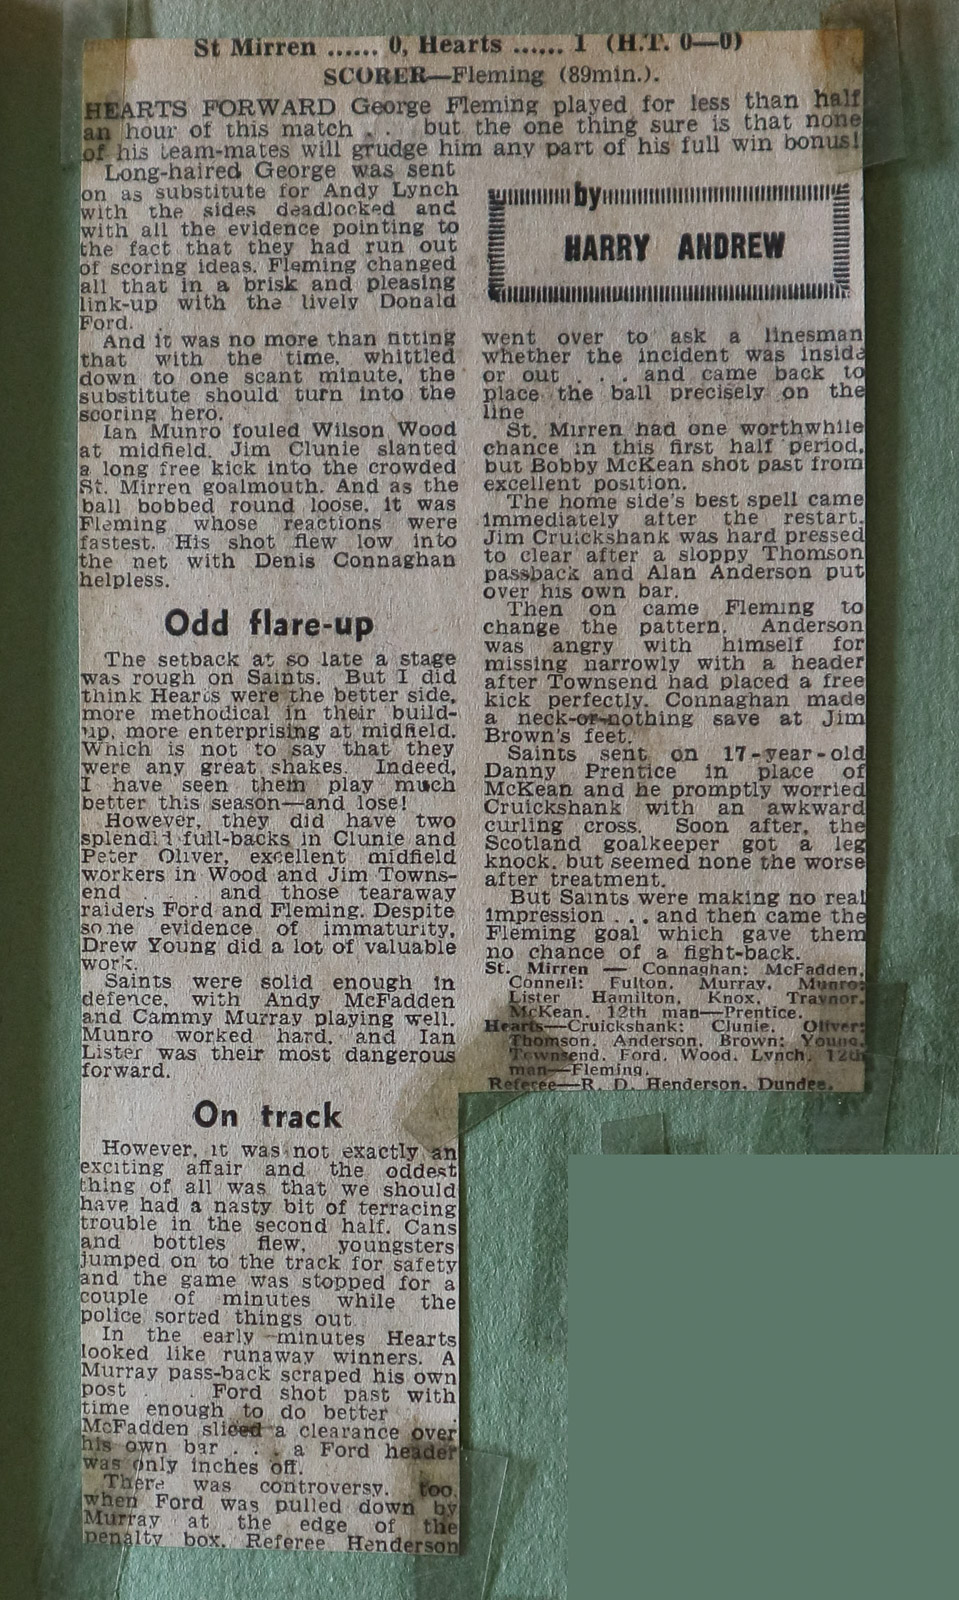 St Mirren ...... 0, Hearts ...... 1 (H.T. 0—0)
SCORER—Fleming (89min.).
HEARTS FORWARD George Fleming played for less than half
an hour of this match . . but the one thing sure is that none
of his team-mates will grudge him any part of his full win bonus!
Long-haired George was sent
on as substitute for Andy Lynch
with the sides deadlocked and
with all the evidence pointing to
the fact that they had run out
of scoring ideas. Fleming changed
all that in a brisk and pleasing
link-up with the lively Donald
Ford.
And it was no more than fitting
that with the time, whittled
down to one scant minute, the
substitute should turn into the
scoring hero.
Ian Munro fouled Wilson Wood
at midfield. Jim Clunie slanted
a long free kick into the crowded
St. Mirren goalmouth. And as the
ball bobbed round loose, it was
Fleming whose reactions were
fastest. His shot flew low into
the net with Denis Connaghan
helpless.
Odd flare-up
The setback at so late a stage
was rough on Saints. But I did
think Hearts were the better side,
more methodical in their build-
up, more enterprising at midfield.
Which is not to say that they
were any great shakes. Indeed,
I have seen them play much
better this season—and lose!
However, they did have two
splendid full-backs in Clunie and
Peter Oliver, excellent midfield
workers in Wood and Jim Towns-
end . . . and those tearaway
raiders Ford and Fleming. Despite
some evidence of immaturity,
Drew Young did a lot of valuable
work.
Saints were solid enough in
defence, with Andy McFadden
and Cammy Murray playing well.
Munro worked hard, and Ian
Lister was their most dangerous
forward.
On track
However, it was not exactly an
exciting affair and the oddest
thing of all was that we should
have had a nasty bit of terracing
trouble in the second half. Cans
and bottles flew, youngsters
jumped on to the track for safety
and the game was stopped for a
couple of minutes while the
police sorted things out
In the early minutes Hearts
looked like runaway winners. A
Murray pass-back scraped his own
post . . Ford shot past with
time enough to do better .
McFadden sliced a clearance over
his own bar . . . a Ford header
was only inches off.
There was controversy, too,
when Ford was pulled down by
Murray at the edge of the
penalty box. Referee Henderson
by
HARRY ANDREW
went over to ask a linesman
whether the incident was inside
or out . . . and came back to
place the ball precisely on the
line
St. Mirren had one worthwhile
chance in this first half period,
but Bobby McKean shot past from
excellent position.
The home side's best spell came
immediately after the restart.
Jim Cruickshank was hard pressed
to clear after a sloppy Thomson
passback and Alan Anderson put
over his own bar.
Then on came Fleming to
change the pattern. Anderson
was angry with himself for
missing narrowly with a header
after Townsend had placed a free
kick perfectly. Connaghan made
a neck-or-nothing save at Jim
Brown's feet.
Saints sent on 17-year-old
Danny Prentice in place of
McKean and he promptly worried
Cruickshank with an awkward
curling cross. Soon after, the
Scotland goalkeeper got a leg
knock, but seemed none the worse
after treatment.
But Saints were making no real
impression . . . and then came the
Fleming goal which gave them
no chance of a fight-back.
St. Mirren — Connaghan; McFadden,
Connell; Fulton, Murray, Munro;
Lister Hamilton, Knox, Traynor,
McKean. 12th man—Prentice.
Hearts—Cruickshank; Clunie, Oliver;
Thomson, Anderson, Brown; Young,
Townsend, Ford, Wood, Lynch. 12th
man—Fleming.
Referee—R. D. Henderson, Dundee.